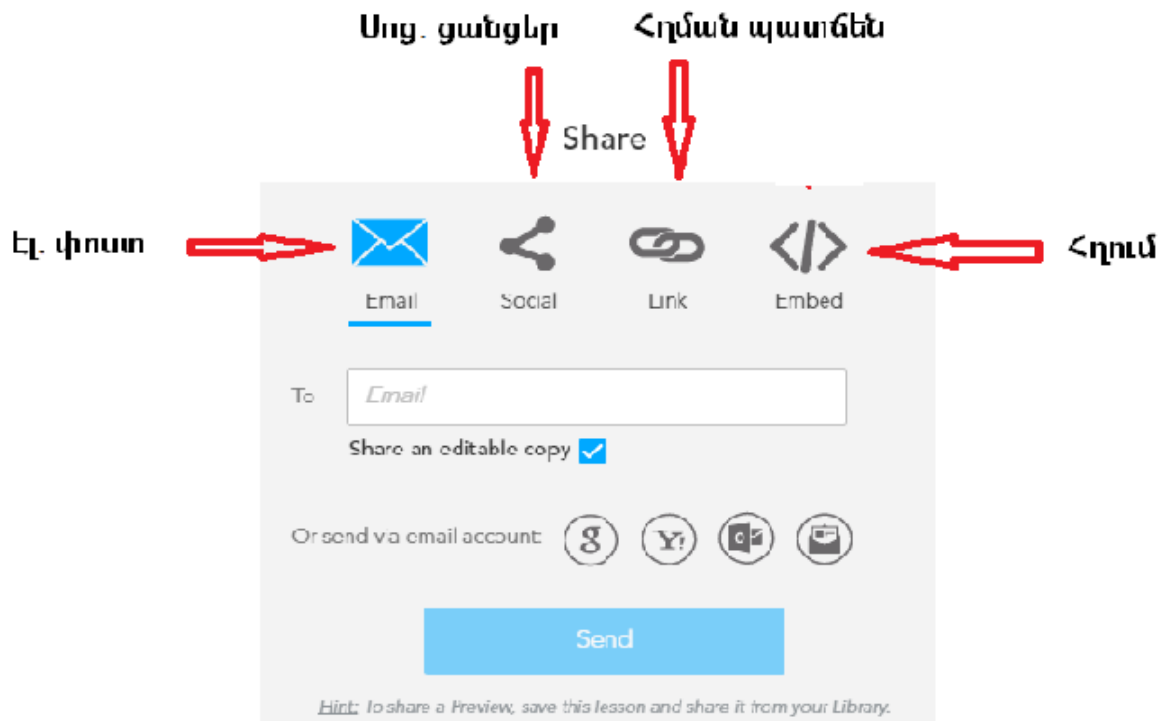 Սոց. ցանցեր Հղման պատճեն
Share
Էլ. փոստ
Հղում
Email Social Link Embed
To Email
Share an editable copy
Or send via email account:
Send
Hint: To share a Preview, save this lesson and share it from your Library.